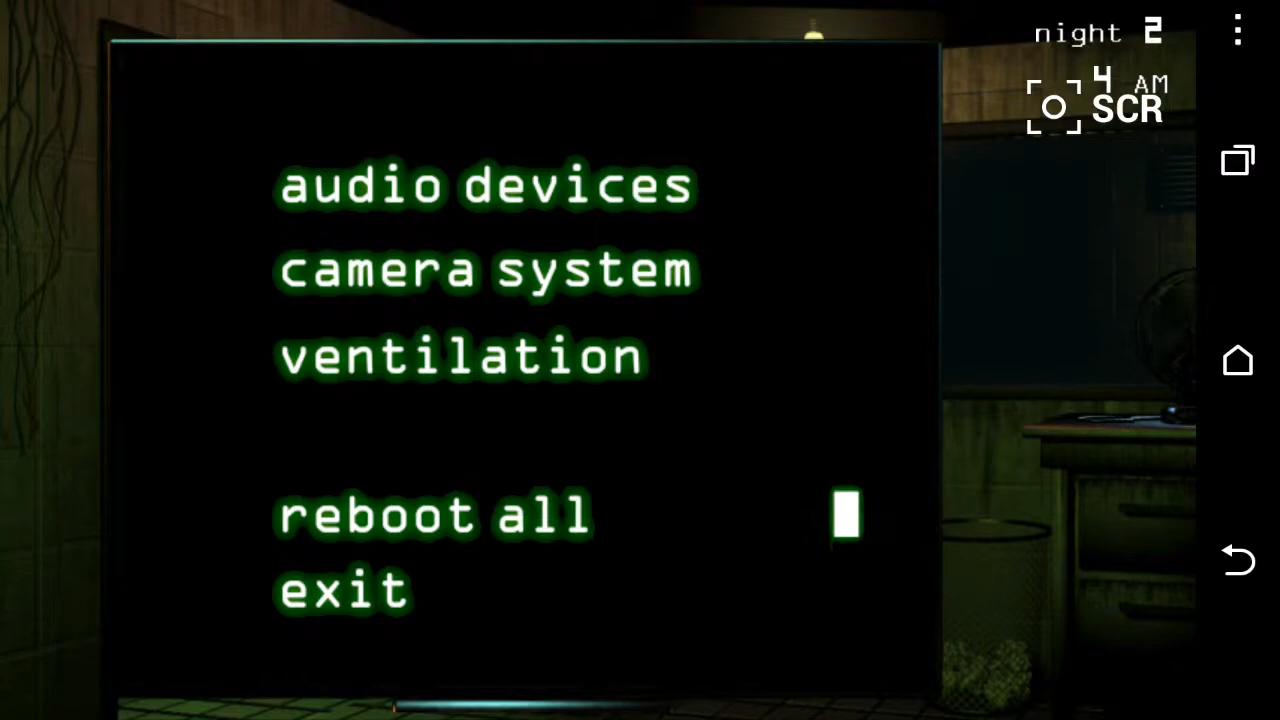 night 2
4 AM
SCR
audio devices
camera system
ventilation
reboot all
exit